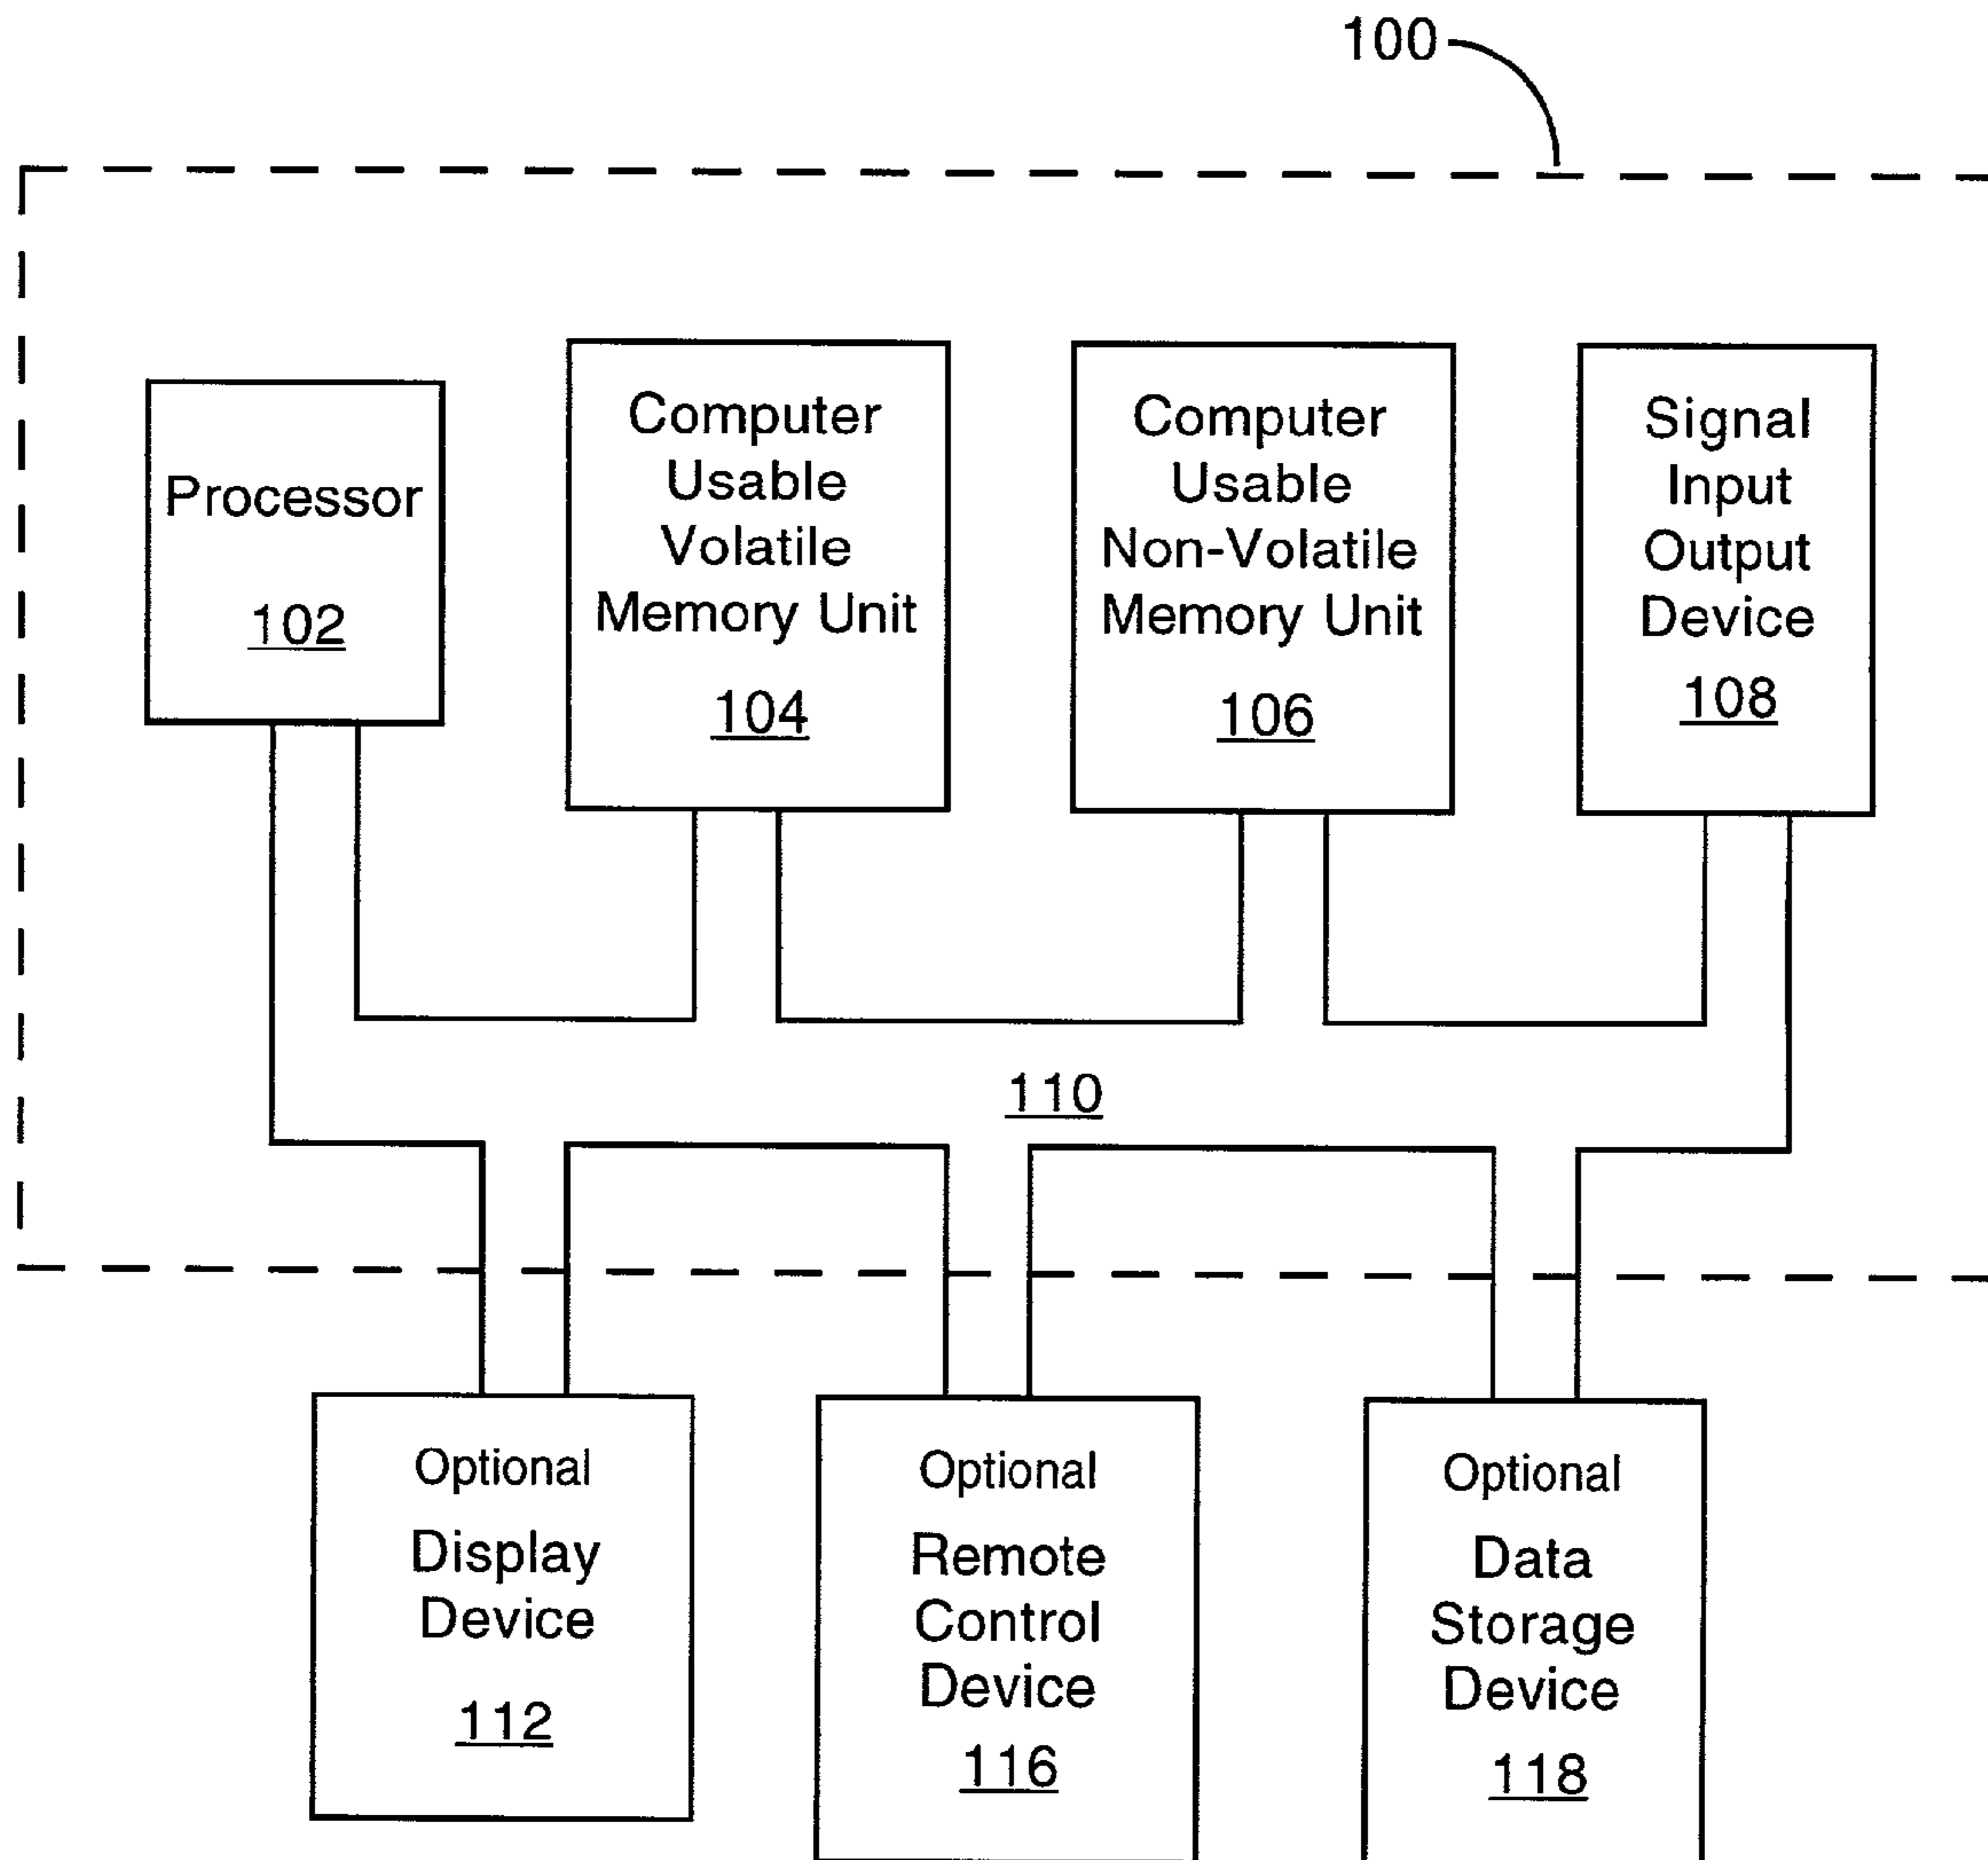 100
Processor
102
Computer
Usable
Volatile
Memory Unit
104
Computer
Usable
Non-Volatile
Memory Unit
106
Signal
Input
Output
Device
108
110
Optional
Display
Device
112
Optional
Remote
Control
Device
116
Optional
Data
Storage
Device
118